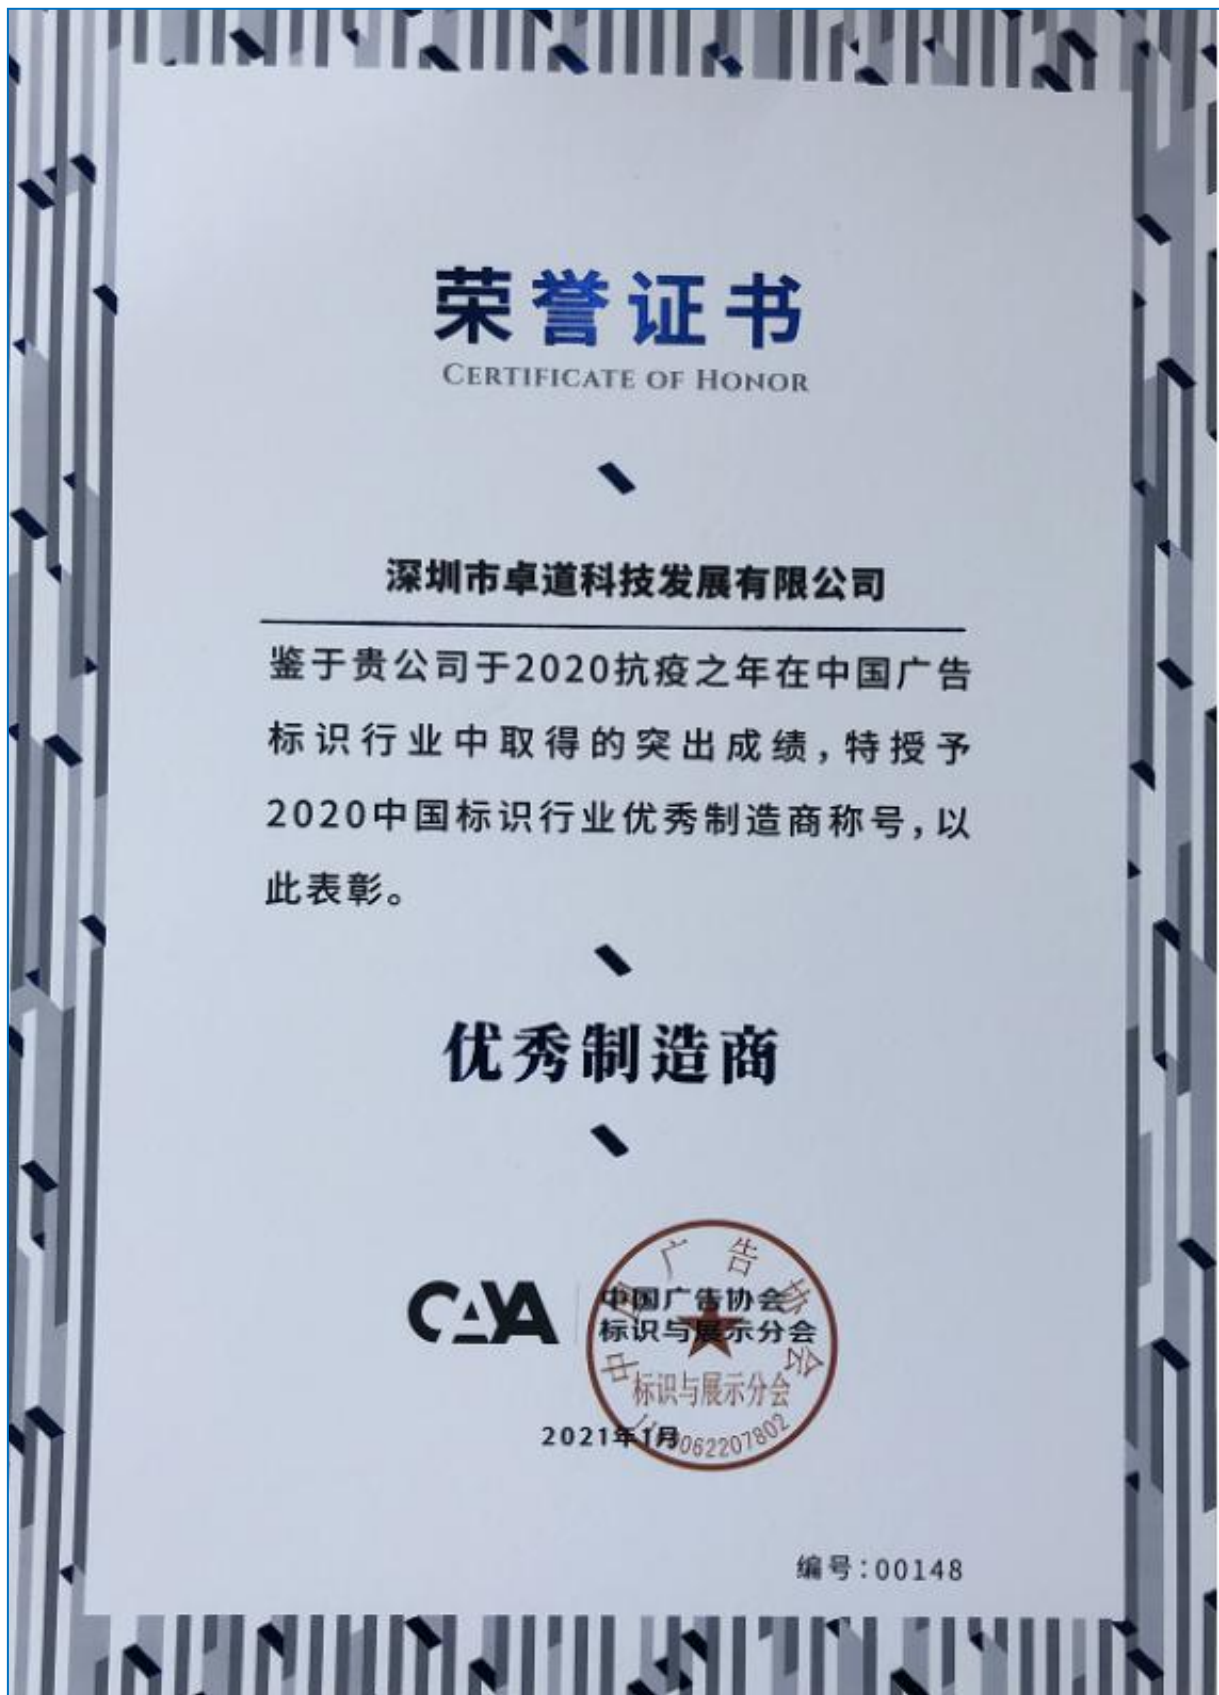 荣誉证书
CERTIFICATE OF HONOR
深圳市卓道科技发展有限公司
鉴于贵公司于2020抗疫之年在中国广告
标识行业中取得的突出成绩，特授予
2020中国标识行业优秀制造商称号，以
此表彰。
优秀制造商
中国广告协会
标识与展示分会
中国广告协会
标识与展示分会
2021年1月
编号：00148